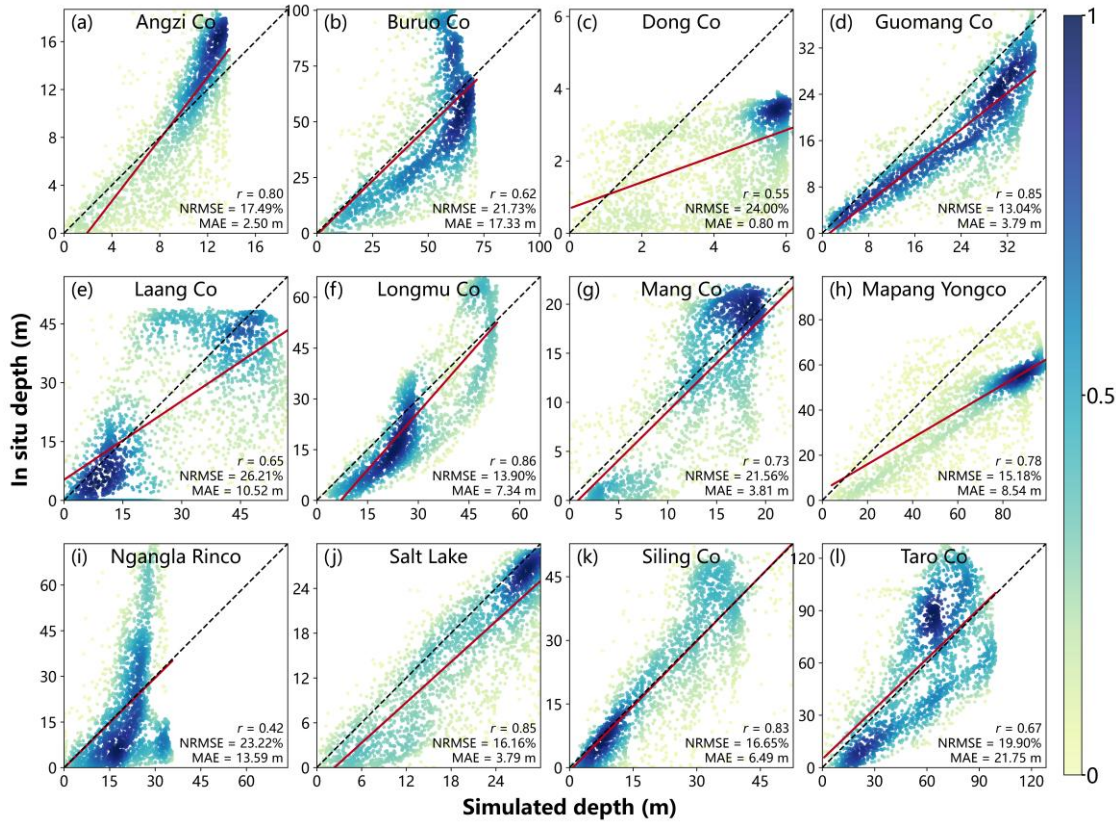 (a) Angzi Co
16
12
8
4
0
0 4 8 12 16
r = 0.80
NRMSE = 17.49%
MAE = 2.50 m
(b) Buruo Co
100
75
50
25
0
0 25 50 75 100
r = 0.62
NRMSE = 21.73%
MAE = 17.33 m
(c) Dong Co
6
4
2
0
0 2 4 6
r = 0.55
NRMSE = 24.00%
MAE = 0.80 m
(d) Guomang Co
32
24
16
8
0
0 8 16 24 32
r = 0.85
NRMSE = 13.04%
MAE = 3.79 m
(e) Laang Co
45
30
15
0
0 15 30 45
r = 0.65
NRMSE = 26.21%
MAE = 10.52 m
(f) Longmu Co
60
45
30
15
0
0 15 30 45 60
r = 0.86
NRMSE = 13.90%
MAE = 7.34 m
(g) Mang Co
20
15
10
5
0
0 5 10 15 20
r = 0.73
NRMSE = 21.56%
MAE = 3.81 m
(h) Mapang Yongco
80
60
40
20
0
0 20 40 60 80
r = 0.78
NRMSE = 15.18%
MAE = 8.54 m
(i) Ngangla Rinco
60
45
30
15
0
0 15 30 45 60
r = 0.42
NRMSE = 23.22%
MAE = 13.59 m
(j) Salt Lake
24
18
12
6
0
0 6 12 18 24
r = 0.85
NRMSE = 16.16%
MAE = 3.79 m
(k) Siling Co
45
30
15
0
0 15 30 45
r = 0.83
NRMSE = 16.65%
MAE = 6.49 m
(l) Taro Co
120
90
60
30
0
0 30 60 90 120
r = 0.67
NRMSE = 19.90%
MAE = 21.75 m
In situ depth (m)
Simulated depth (m)
1
0.5
0